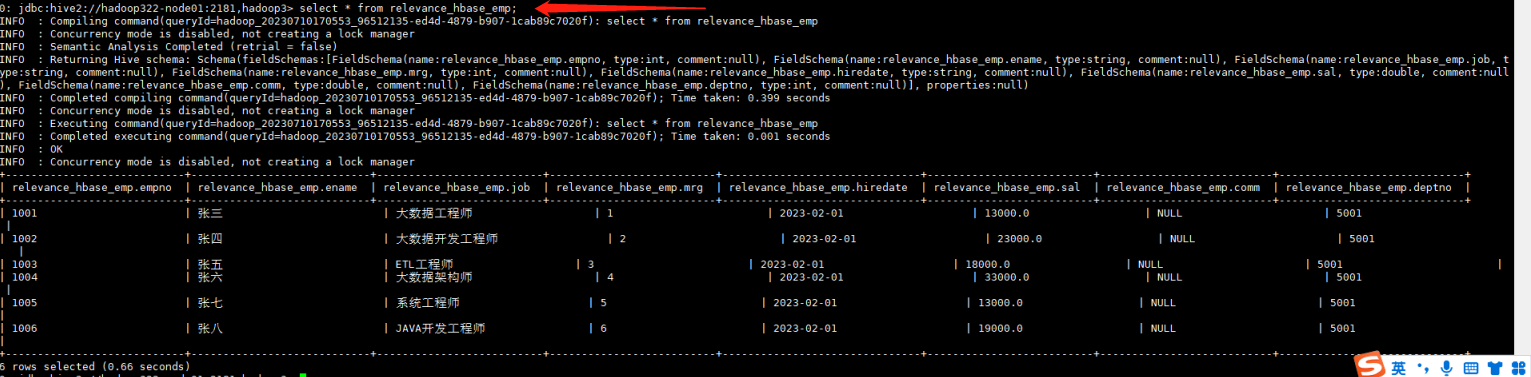 0: jdbc:hive2://hadoop322-node01:2181,hadoop3> select * from relevance_hbase_emp;
INFO  : Compiling command(queryId=hadoop_20230710170553_96512135-ed4d-4879-b907-1cab89c7020f): select * from relevance_hbase_emp
INFO  : Concurrency mode is disabled, not creating a lock manager
INFO  : Semantic Analysis Completed (retrial = false)
INFO  : Returning Hive schema: Schema(fieldSchemas:[FieldSchema(name:relevance_hbase_emp.empno, type:int, comment:null), FieldSchema(name:relevance_hbase_emp.ename, type:string, comment:null), FieldSchema(name:relevance_hbase_emp.job, t
ype:string, comment:null), FieldSchema(name:relevance_hbase_emp.mrg, type:int, comment:null), FieldSchema(name:relevance_hbase_emp.hiredate, type:string, comment:null), FieldSchema(name:relevance_hbase_emp.sal, type:double, comment:null
), FieldSchema(name:relevance_hbase_emp.comm, type:double, comment:null), FieldSchema(name:relevance_hbase_emp.deptno, type:int, comment:null)], properties:null)
INFO  : Completed compiling command(queryId=hadoop_20230710170553_96512135-ed4d-4879-b907-1cab89c7020f); Time taken: 0.399 seconds
INFO  : Concurrency mode is disabled, not creating a lock manager
INFO  : Executing command(queryId=hadoop_20230710170553_96512135-ed4d-4879-b907-1cab89c7020f): select * from relevance_hbase_emp
INFO  : Completed executing command(queryId=hadoop_20230710170553_96512135-ed4d-4879-b907-1cab89c7020f); Time taken: 0.001 seconds
INFO  : OK
INFO  : Concurrency mode is disabled, not creating a lock manager
| relevance_hbase_emp.empno | relevance_hbase_emp.ename | relevance_hbase_emp.job | relevance_hbase_emp.mrg | relevance_hbase_emp.hiredate | relevance_hbase_emp.sal | relevance_hbase_emp.comm | relevance_hbase_emp.deptno |
| 1001 | 张三 | 大数据工程师 | 1 | 2023-02-01 | 13000.0 | NULL | 5001 |
| 1002 | 张四 | 大数据开发工程师 | 2 | 2023-02-01 | 23000.0 | NULL | 5001 |
| 1003 | 张五 | ETL工程师 | 3 | 2023-02-01 | 18000.0 | NULL | 5001 |
| 1004 | 张六 | 大数据架构师 | 4 | 2023-02-01 | 33000.0 | NULL | 5001 |
| 1005 | 张七 | 系统工程师 | 5 | 2023-02-01 | 13000.0 | NULL | 5001 |
| 1006 | 张八 | JAVA开发工程师 | 6 | 2023-02-01 | 19000.0 | NULL | 5001 |
6 rows selected (0.66 seconds)
S 英